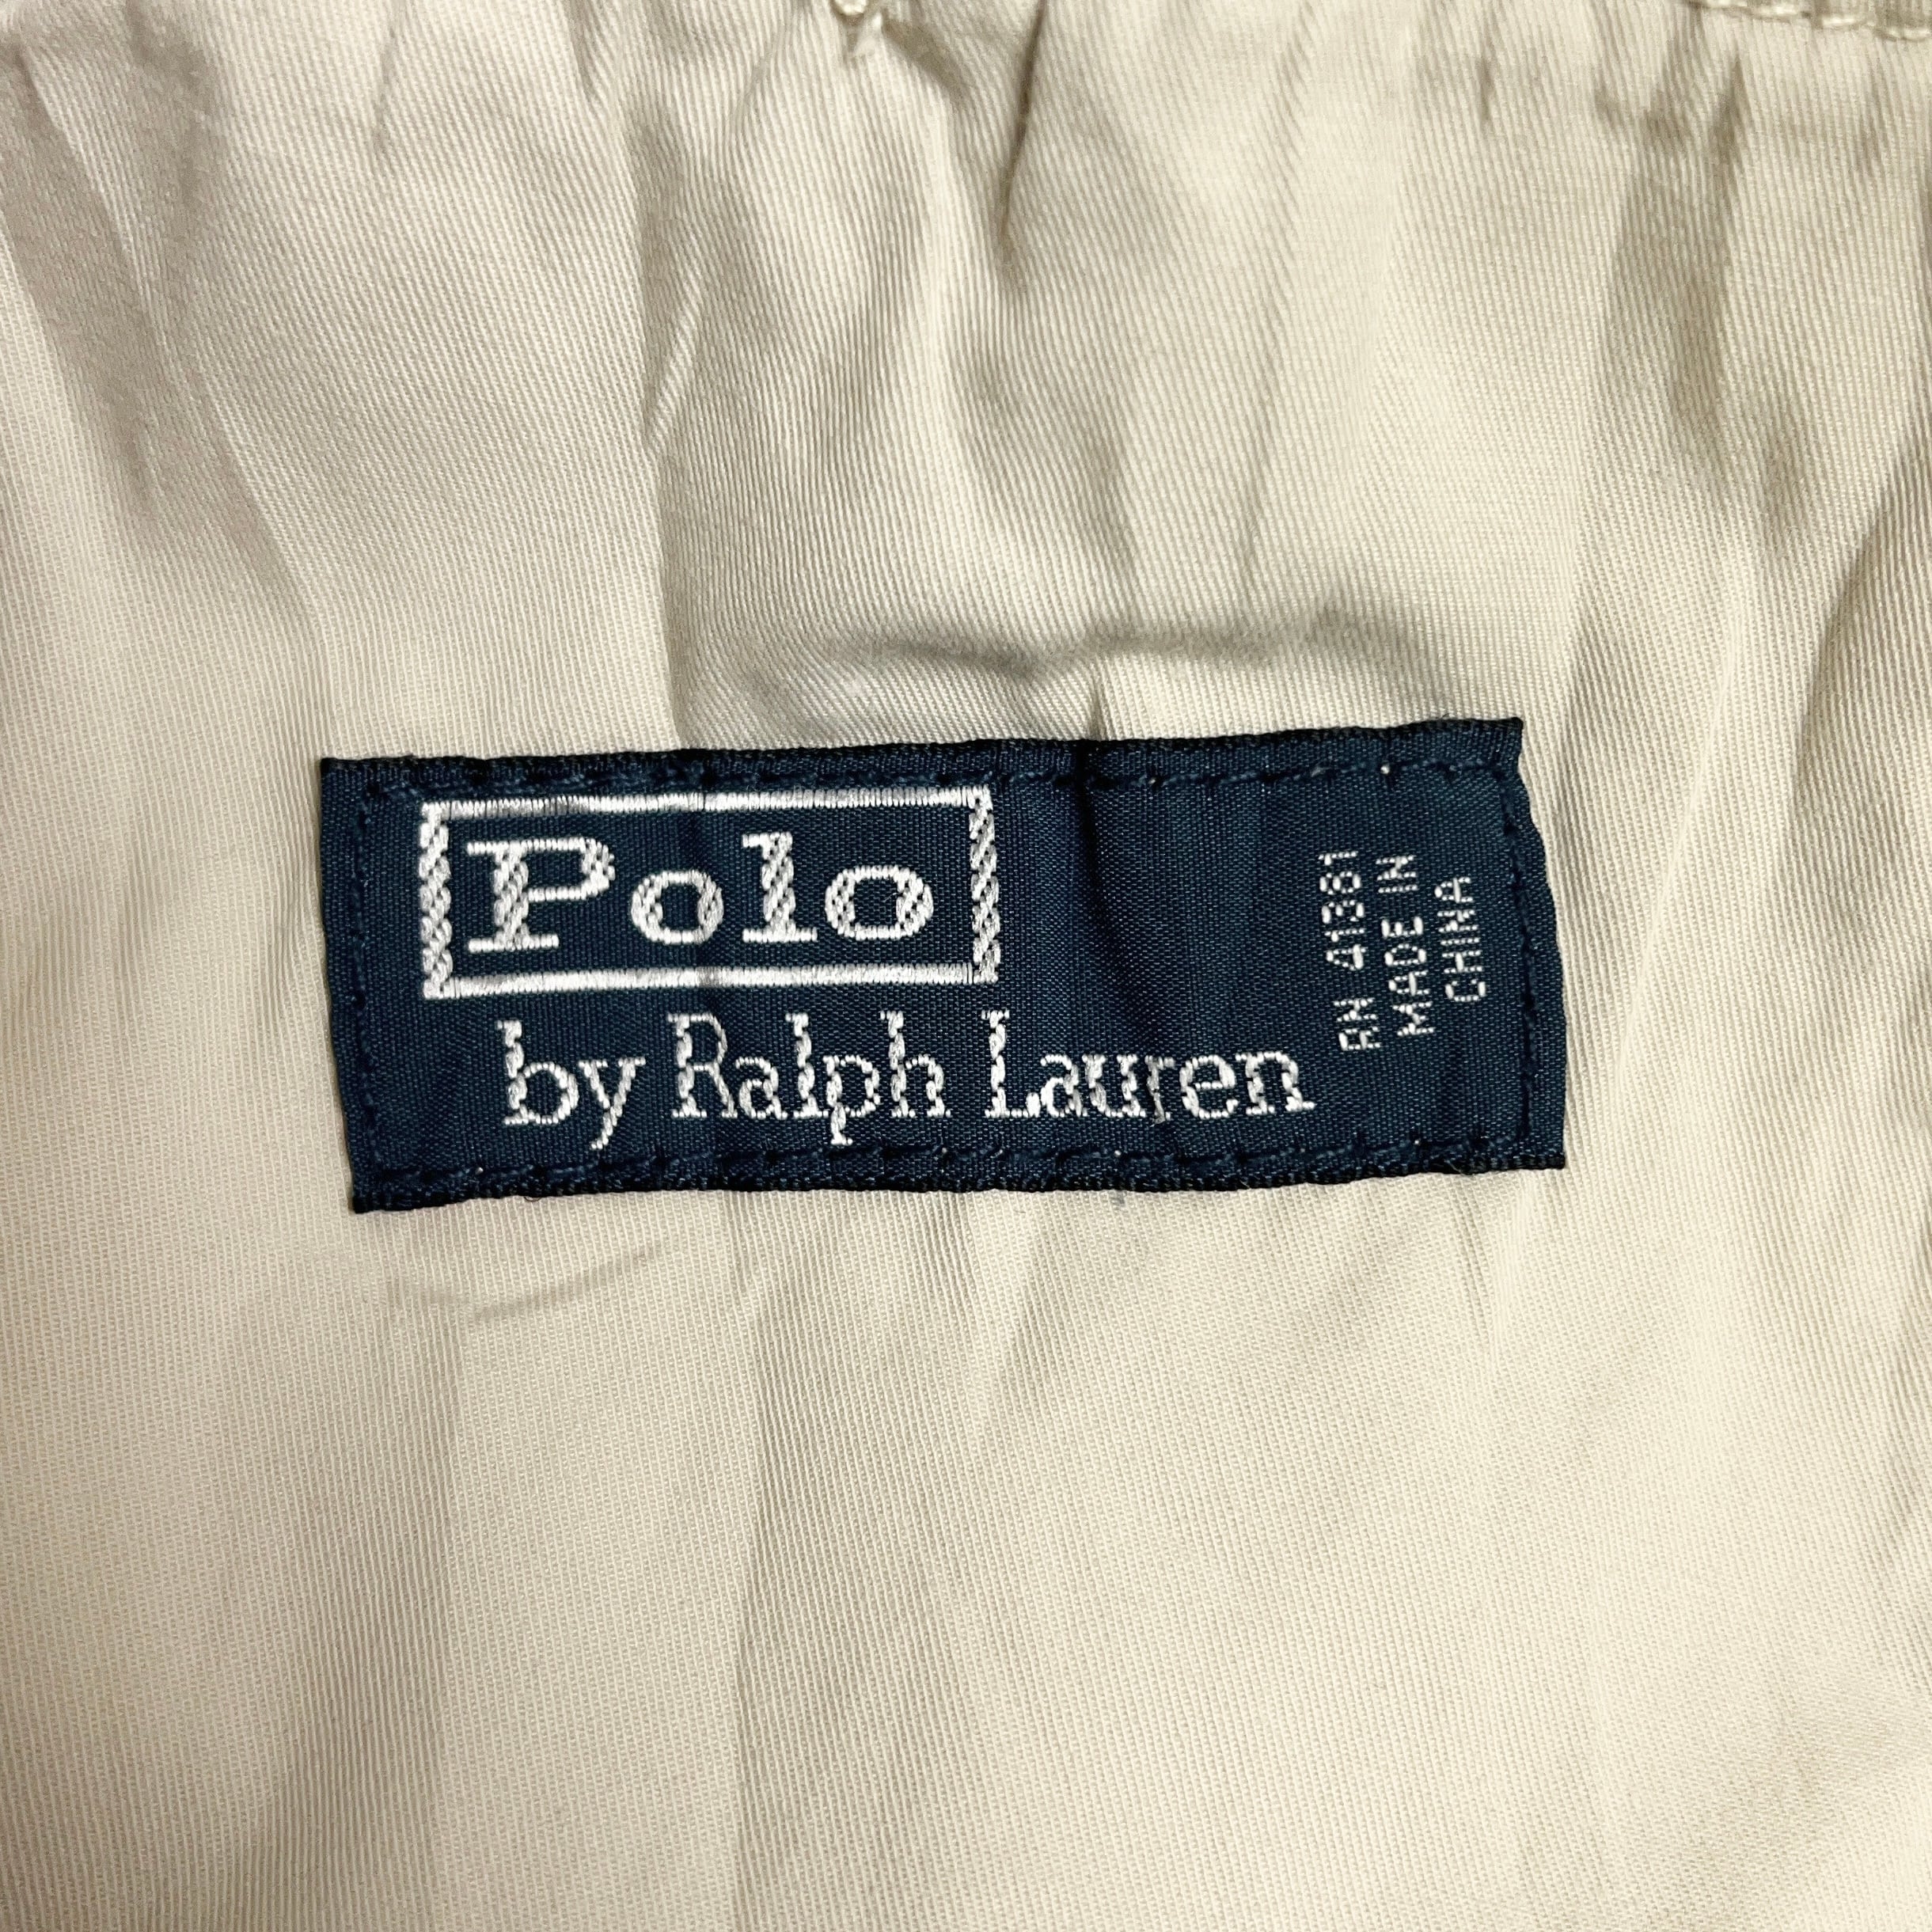 Polo
by Ralph Lauren
RN 41381
MADE IN
CHINA